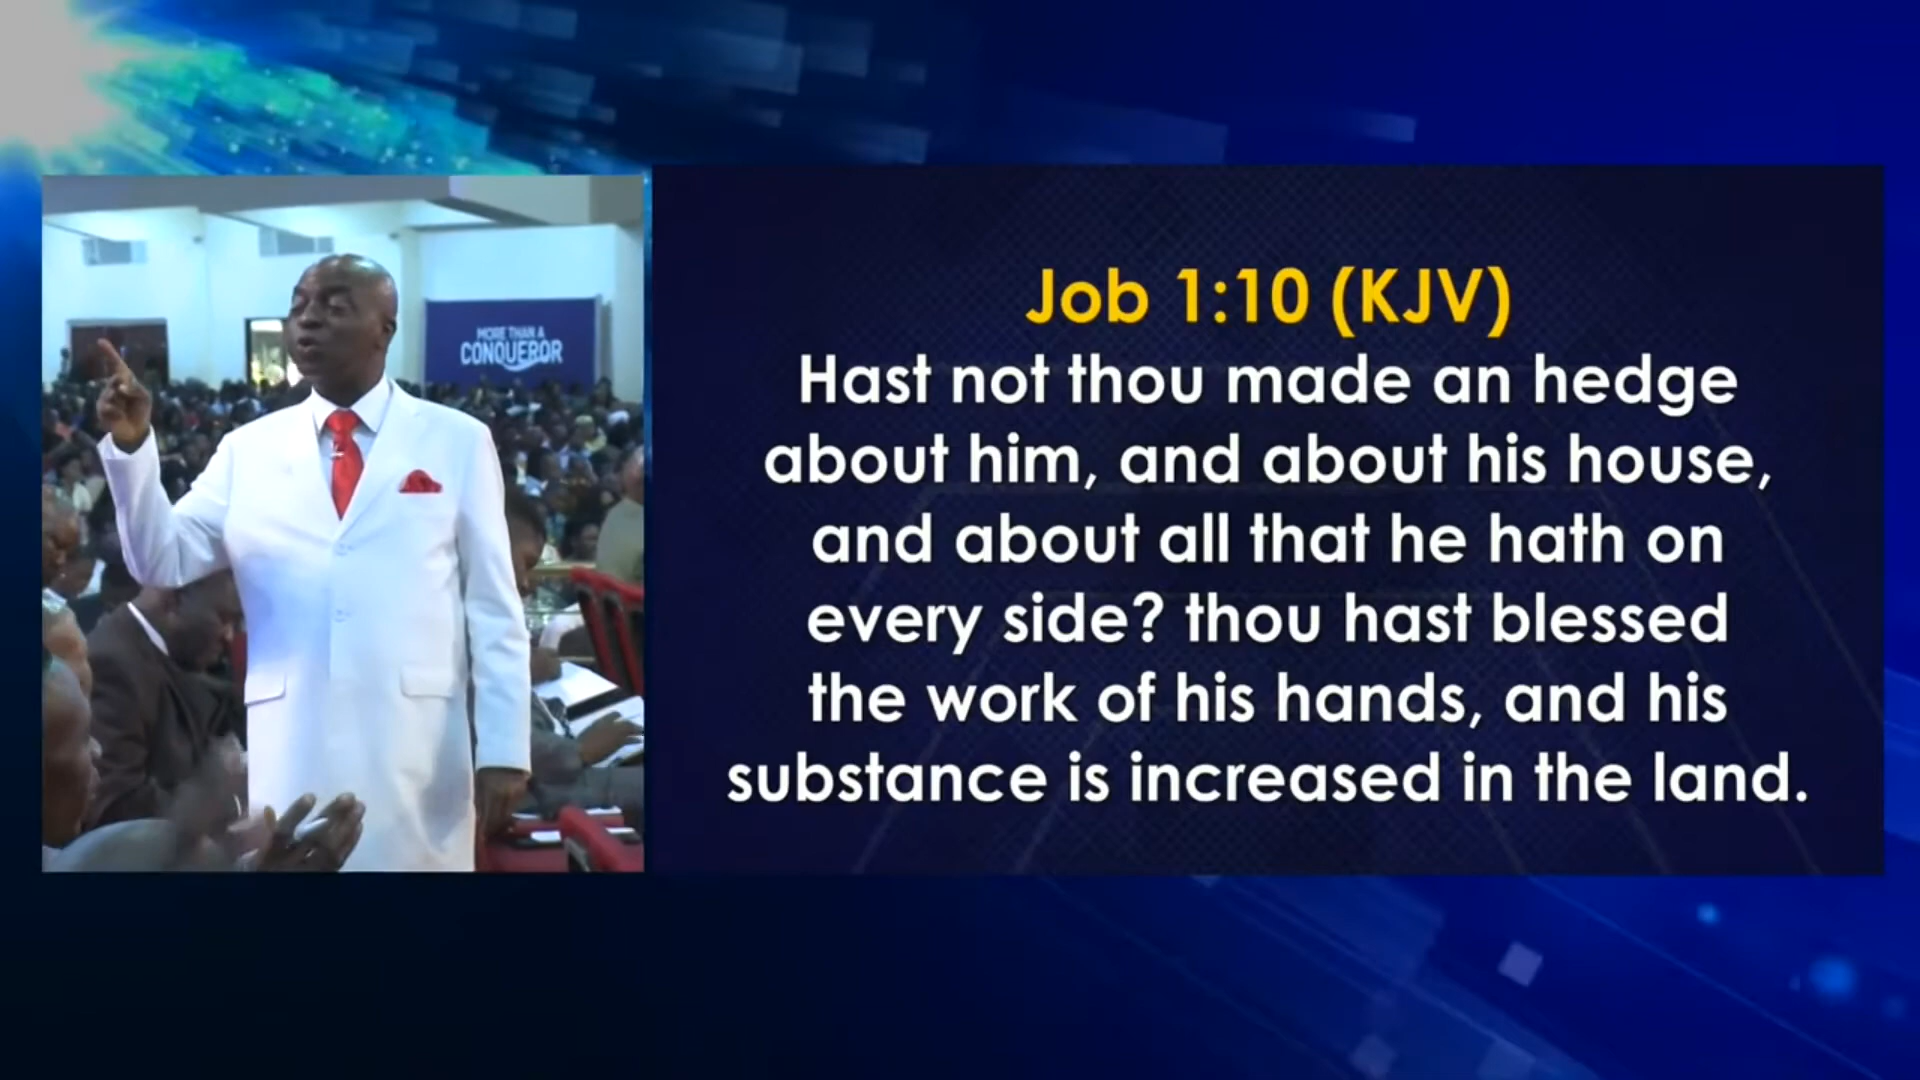 MORE THAN A
CONQUEROR
Job 1:10 (KJV)
Hast not thou made an hedge
about him, and about his house,
and about all that he hath on
every side? thou hast blessed
the work of his hands, and his
substance is increased in the land.